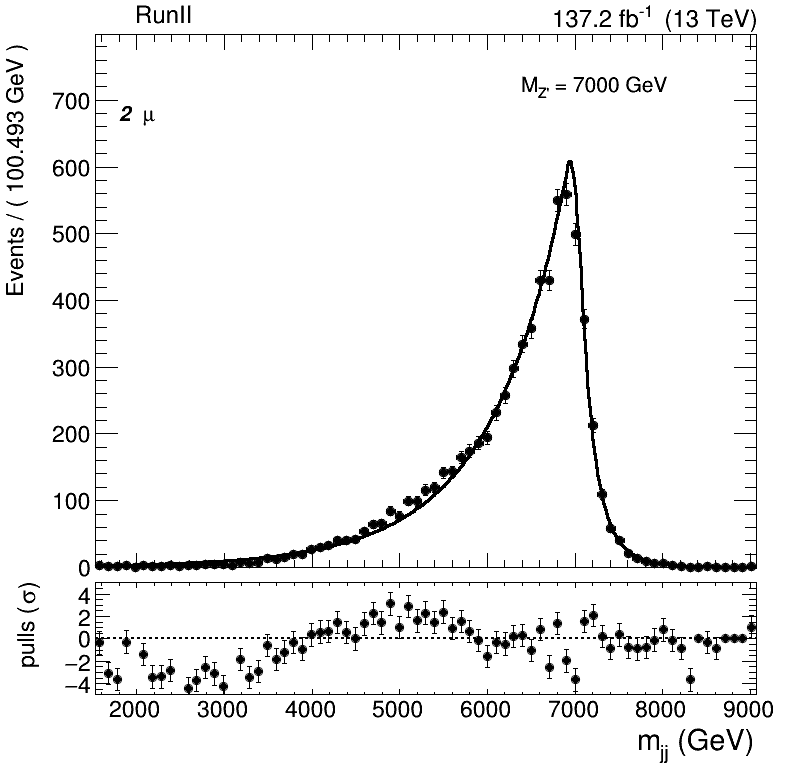 RunII 137.2 fb⁻¹ (13 TeV)
Events / ( 100.493 GeV )
2 μ
M_Z' = 7000 GeV
700
600
500
400
300
200
100
0
pulls (σ)
4
2
0
−2
−4
2000 3000 4000 5000 6000 7000 8000 9000
m_jj (GeV)